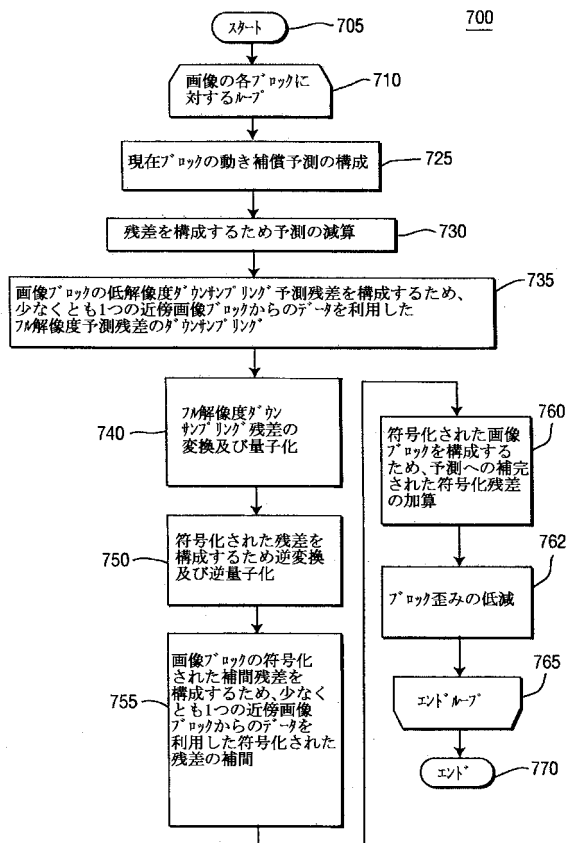 700
スタート
705
画像の各ブロックに
対するループ
710
現在ブロックの動き補償予測の構成
725
残差を構成するため予測の減算
730
735
画像ブロックの低解像度ダウンサンプリング予測残差を構成するため、
少なくとも1つの近傍画像ブロックからのデータを利用した
フル解像度予測残差のダウンサンプリング
740
フル解像度ダウン
サンプリング残差の
変換及び量子化
750
符号化された残差を
構成するため逆変換
及び逆量子化
755
画像ブロックの符号化
された補間残差を
構成するため、少なく
とも1つの近傍画像
ブロックからのデータを
利用した符号化された
残差の補間
760
符号化された画像
ブロックを構成する
ため、予測への補完
された符号化残差
の加算
762
ブロック歪みの低減
765
エンドループ
エンド
770